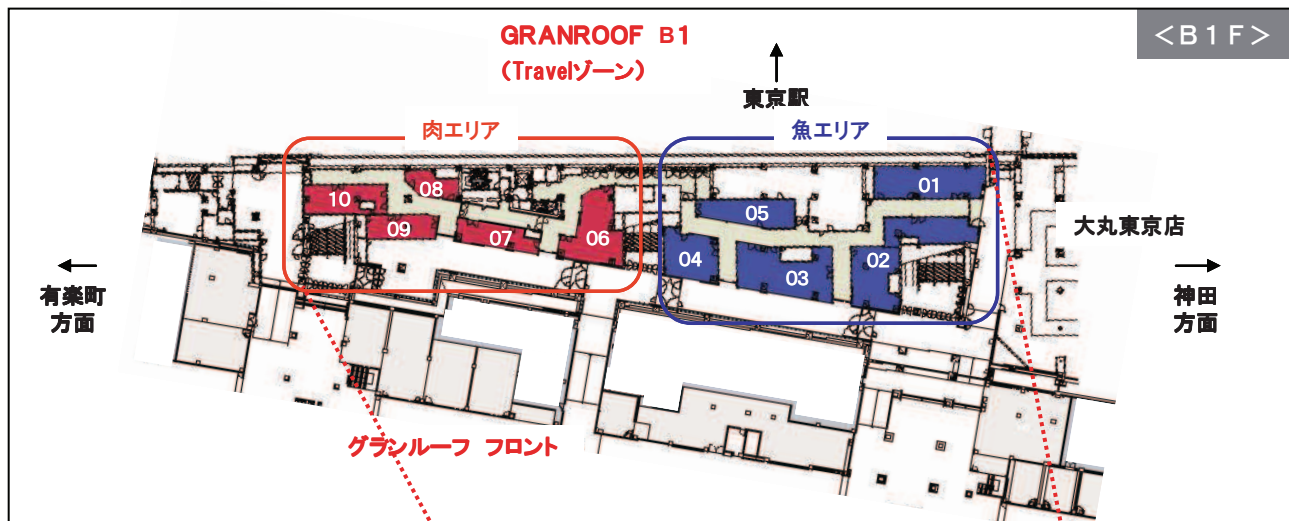 GRANROOF B1
(Travelゾーン)
<B1F>
東京駅
肉エリア
魚エリア
10
08
01
05
09
07
06
04
03
02
大丸東京店
有楽町
方面
神田
方面
グランルーフ フロント